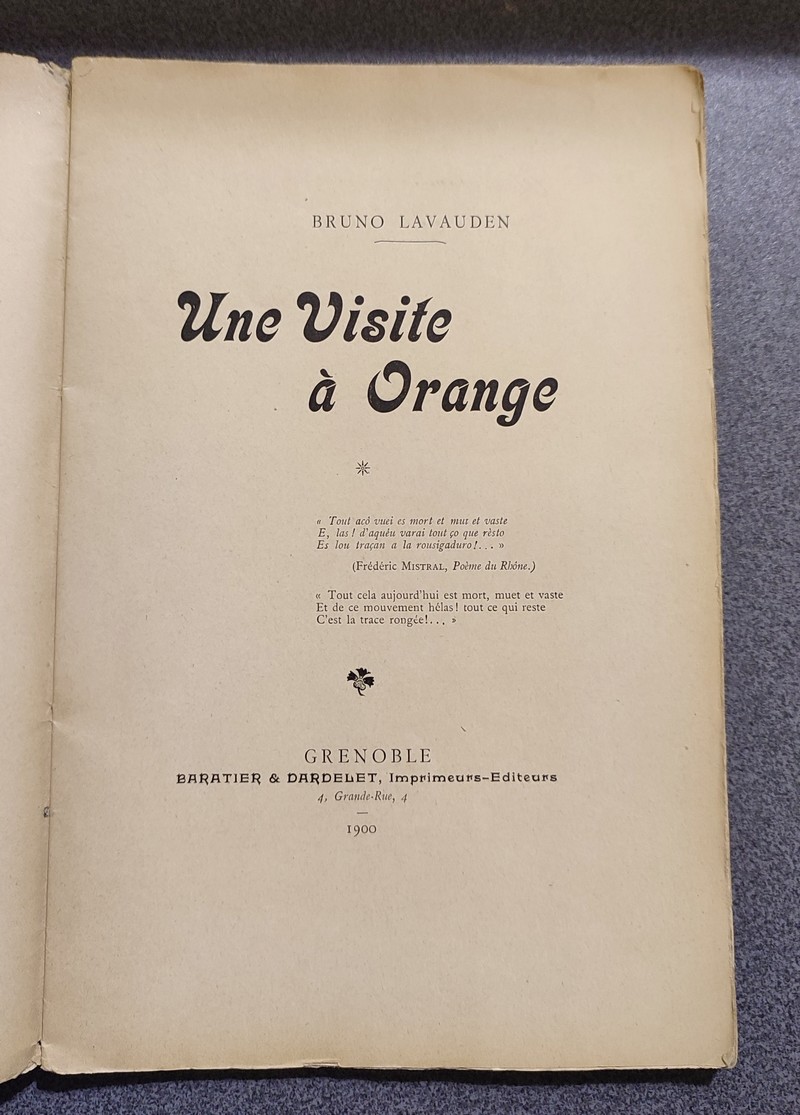 BRUNO LAVAUDEN
Une Visite
à Orange
« Tout acò vuei es mort et mut et vaste
E, las ! d'aquéu varai tout ço que rèsto
Es lou traçan a la rousigaduro !... »
(Frédéric MISTRAL, Poème du Rhône.)
« Tout cela aujourd'hui est mort, muet et vaste
Et de ce mouvement hélas ! tout ce qui reste
C'est la trace rongée !... »
GRENOBLE
BARATIER & DARDELET, Imprimeurs-Editeurs
4, Grande-Rue, 4
1900